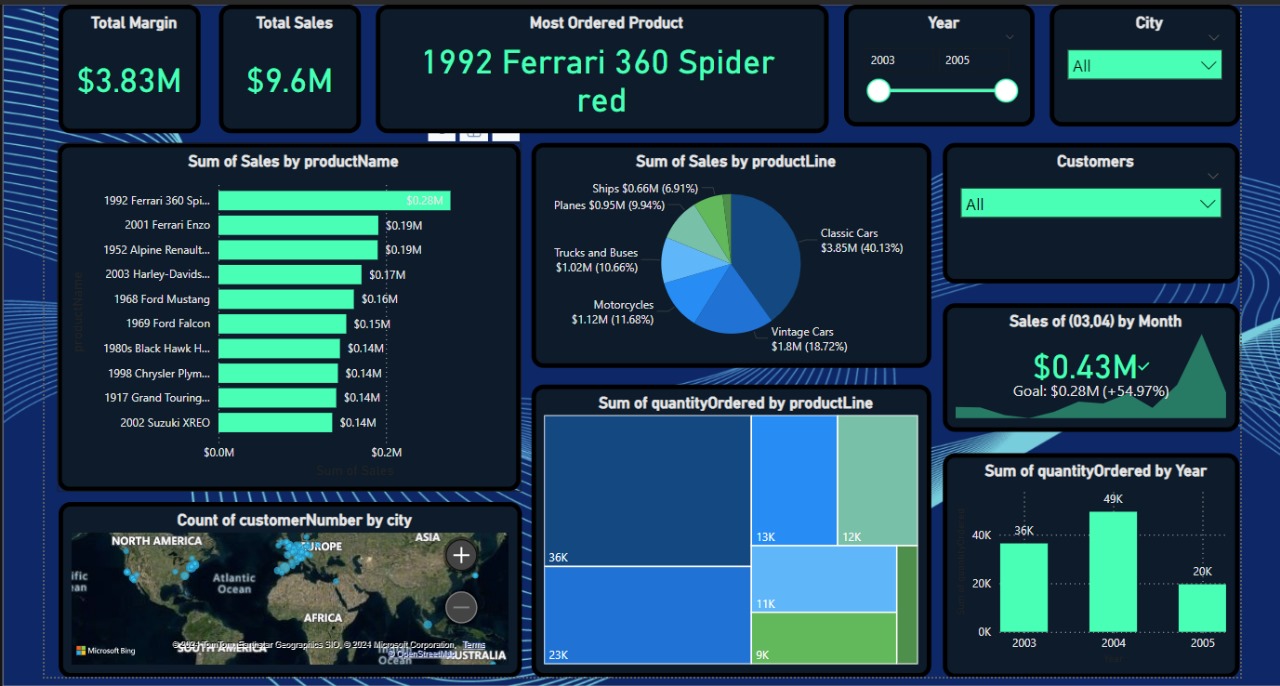 Total Margin
$3.83M
Total Sales
$9.6M
Most Ordered Product
1992 Ferrari 360 Spider
red
Year
2003 2005
City
All
Sum of Sales by productName
1992 Ferrari 360 Spi... $0.28M
2001 Ferrari Enzo $0.19M
1952 Alpine Renault... $0.19M
2003 Harley-Davids... $0.17M
1968 Ford Mustang $0.16M
1969 Ford Falcon $0.15M
1980s Black Hawk H... $0.14M
1998 Chrysler Plym... $0.14M
1917 Grand Touring... $0.14M
2002 Suzuki XREO $0.14M
$0.0M $0.2M
Sum of Sales
productName
Sum of Sales by productLine
Ships $0.66M (6.91%)
Planes $0.95M (9.94%)
Trucks and Buses
$1.02M (10.66%)
Motorcycles
$1.12M (11.68%)
Classic Cars
$3.85M (40.13%)
Vintage Cars
$1.8M (18.72%)
Customers
All
Sales of (03,04) by Month
$0.43M
Goal: $0.28M (+54.97%)
Count of customerNumber by city
NORTH AMERICA
EUROPE
ASIA
Atlantic
Ocean
AFRICA
SOUTH AMERICA
Microsoft Bing
Earthstar Geographics SIO, © 2024 Microsoft Corporation, Terms
© OpenStreetMap
Sum of quantityOrdered by productLine
36K
23K
13K
12K
11K
9K
Sum of quantityOrdered by Year
40K
20K
0K
36K
49K
20K
2003 2004 2005
Year